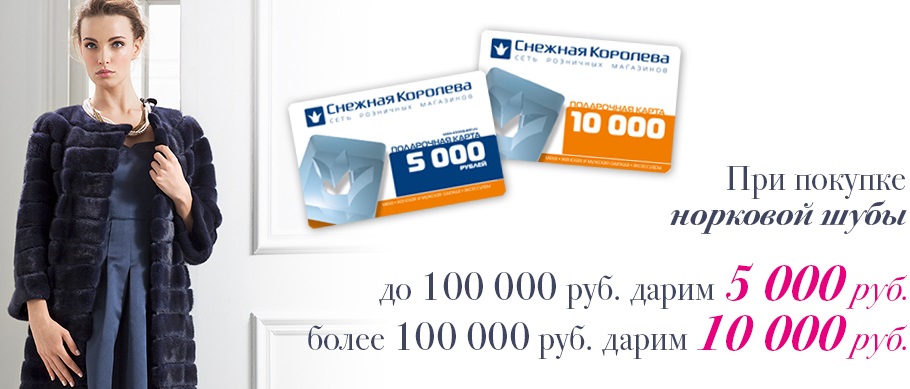 Снежная Королева
СЕТЬ РОЗНИЧНЫХ МАГАЗИНОВ
ПОДАРОЧНАЯ КАРТА
10 000
Снежная Королева
СЕТЬ РОЗНИЧНЫХ МАГАЗИНОВ
ПОДАРОЧНАЯ КАРТА
5 000
РУБЛЕЙ
При покупке
норковой шубы
до 100 000 руб. дарим 5 000 руб.
более 100 000 руб. дарим 10 000 руб.